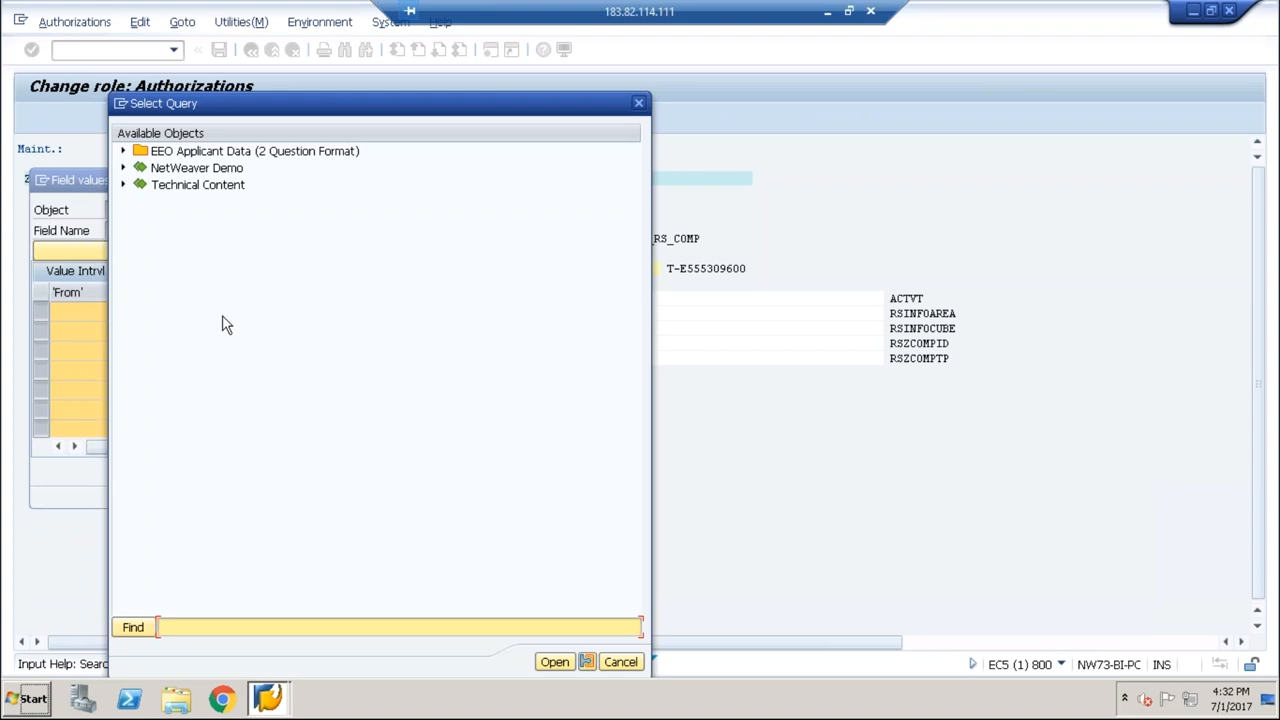 183.82.114.111
Authorizations Edit Goto Utilities(M) Environment System Help
Change role: Authorizations
Select Query
Available Objects
Maint.:
EEO Applicant Data (2 Question Format)
NetWeaver Demo
Technical Content
Field values
Object
Field Name
RS_COMP
Value Intrvl
T-E555309600
'From'
ACTVT
RSINFOAREA
RSINFOCUBE
RSZCOMPID
RSZCOMPTP
Find
Open Cancel
Input Help: Searc
EC5 (1) 800 NW73-BI-PC INS
Start
4:32 PM
7/1/2017